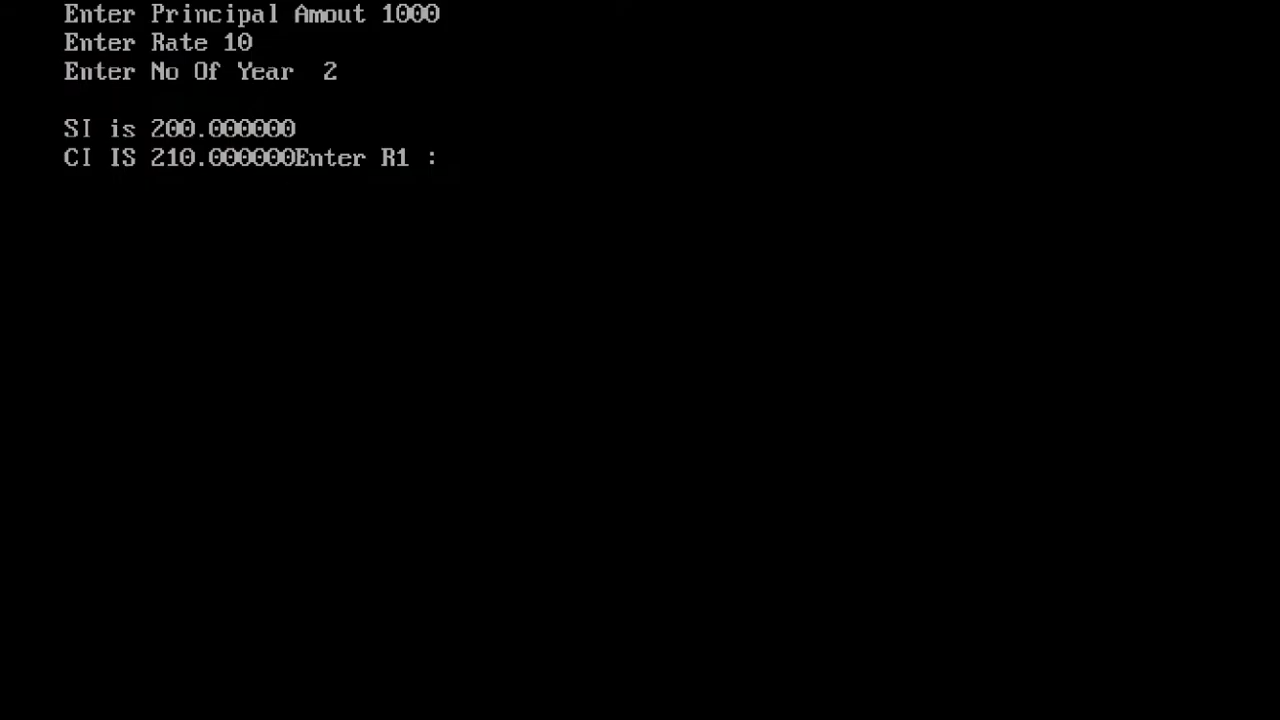 Enter Principal Amout 1000
Enter Rate 10
Enter No Of Year  2
SI is 200.000000
CI IS 210.000000Enter R1 :